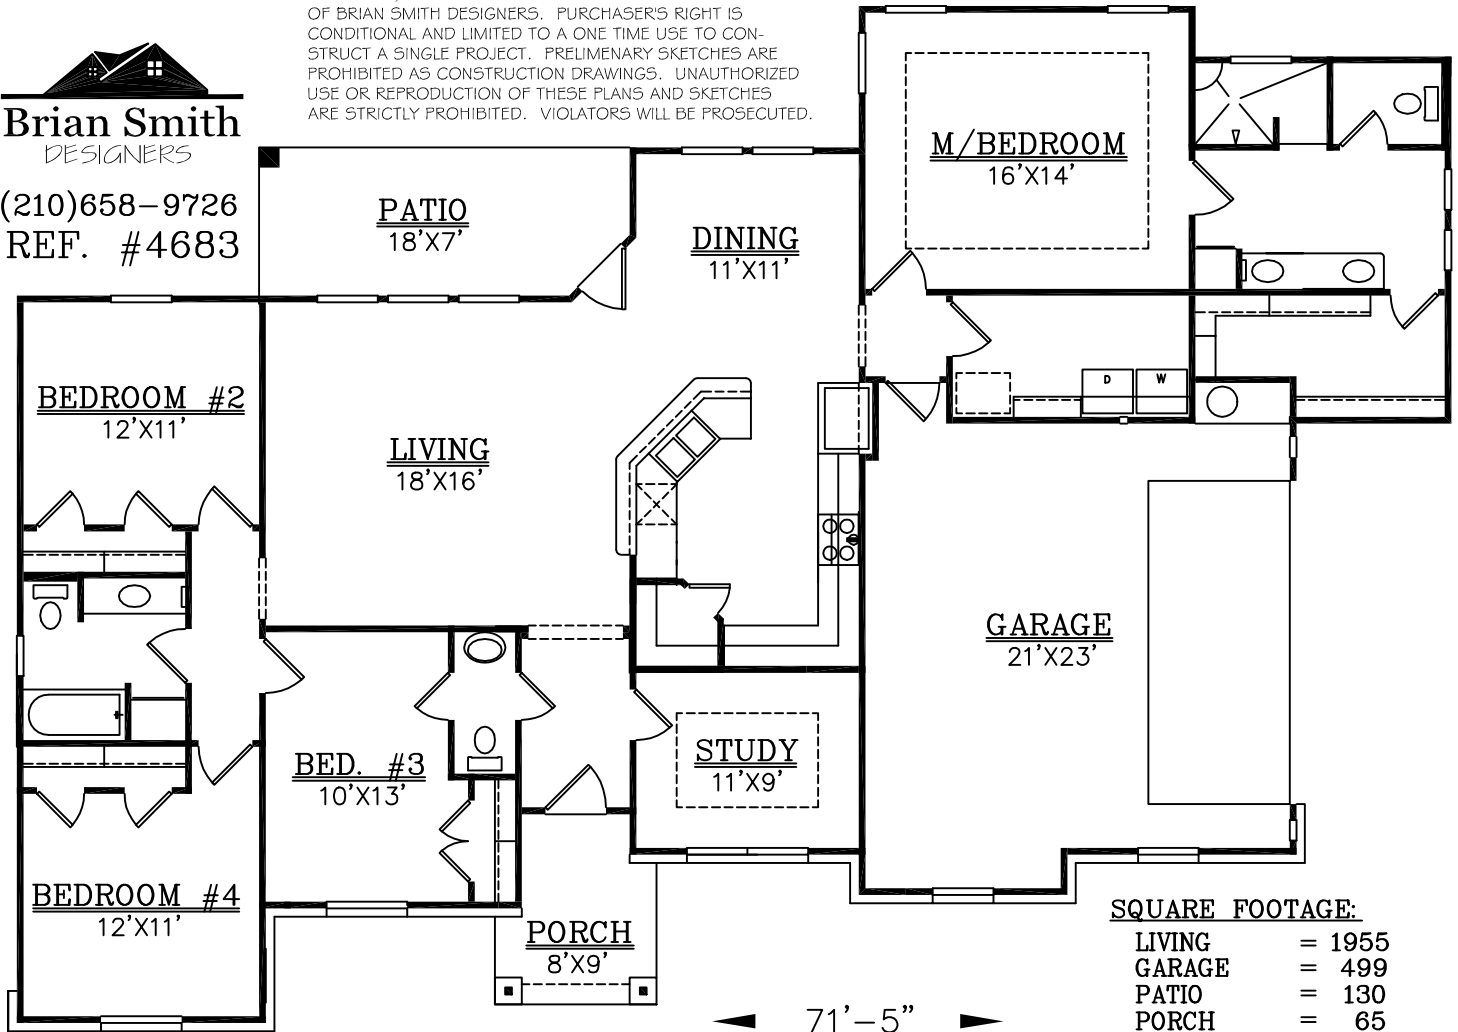 OF BRIAN SMITH DESIGNERS. PURCHASER'S RIGHT IS
CONDITIONAL AND LIMITED TO A ONE TIME USE TO CON-
STRUCT A SINGLE PROJECT. PRELIMENARY SKETCHES ARE
PROHIBITED AS CONSTRUCTION DRAWINGS. UNAUTHORIZED
USE OR REPRODUCTION OF THESE PLANS AND SKETCHES
ARE STRICTLY PROHIBITED. VIOLATORS WILL BE PROSECUTED.
Brian Smith
DESIGNERS
(210)658-9726
REF. #4683
M/BEDROOM
16'X14'
PATIO
18'X7'
DINING
11'X11'
BEDROOM #2
12'X11'
D
W
LIVING
18'X16'
GARAGE
21'X23'
BED. #3
10'X13'
STUDY
11'X9'
BEDROOM #4
12'X11'
PORCH
8'X9'
SQUARE FOOTAGE:
LIVING = 1955
GARAGE = 499
PATIO = 130
PORCH = 65
71'-5"